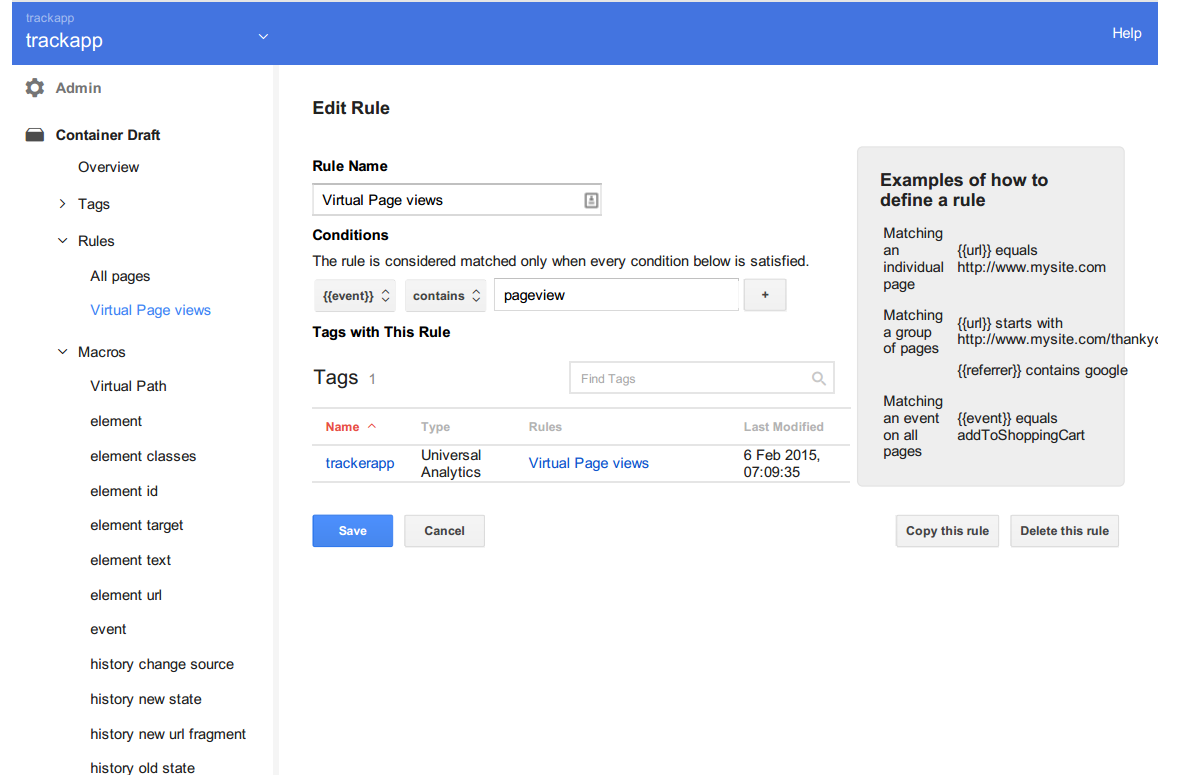 trackapp
trackapp
Help
Admin
Container Draft
Overview
Tags
Rules
All pages
Virtual Page views
Macros
Virtual Path
element
element classes
element id
element target
element text
element url
event
history change source
history new state
history new url fragment
history old state
Edit Rule
Rule Name
Virtual Page views
Conditions
The rule is considered matched only when every condition below is satisfied.
{{event}} contains pageview +
Tags with This Rule
Tags 1
Find Tags
Name Type Rules Last Modified
trackerapp Universal Analytics Virtual Page views 6 Feb 2015, 07:09:35
Save Cancel Copy this rule Delete this rule
Examples of how to
define a rule
Matching
an
individual
page
{{url}} equals
http://www.mysite.com
Matching
a group
of pages
{{url}} starts with
http://www.mysite.com/thankyo
{{referrer}} contains google
Matching
an event
on all
pages
{{event}} equals
addToShoppingCart